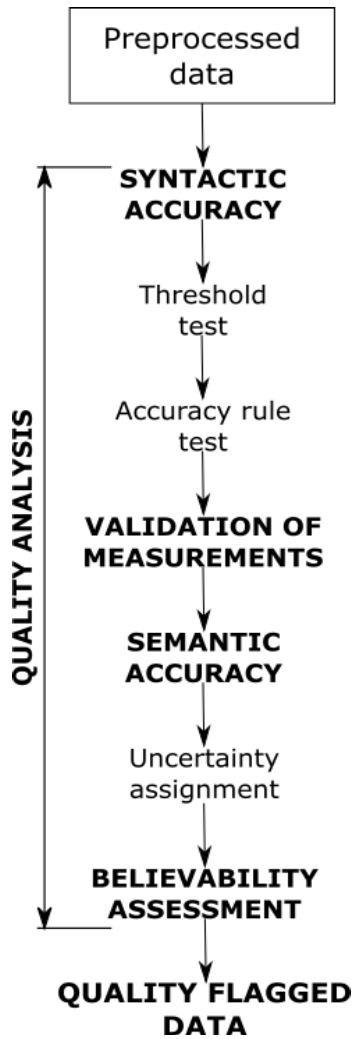 Preprocessed
data
SYNTACTIC
ACCURACY
Threshold
test
Accuracy rule
test
QUALITY ANALYSIS
VALIDATION OF
MEASUREMENTS
SEMANTIC
ACCURACY
Uncertainty
assignment
BELIEVABILITY
ASSESSMENT
QUALITY FLAGGED
DATA